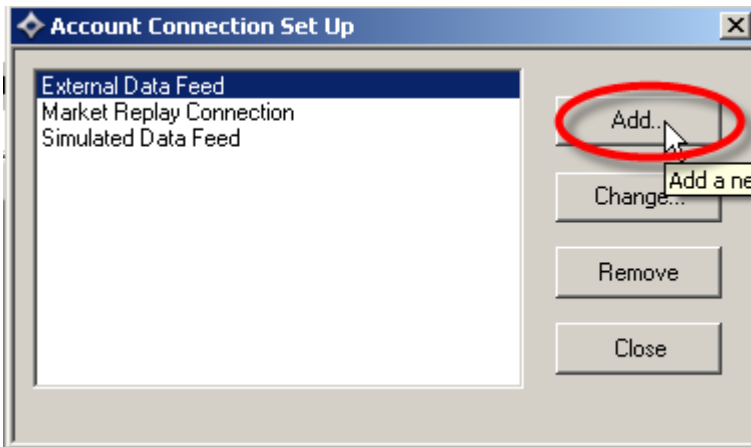 Account Connection Set Up
External Data Feed
Market Replay Connection
Simulated Data Feed
Add...
Add a ne
Change...
Remove
Close